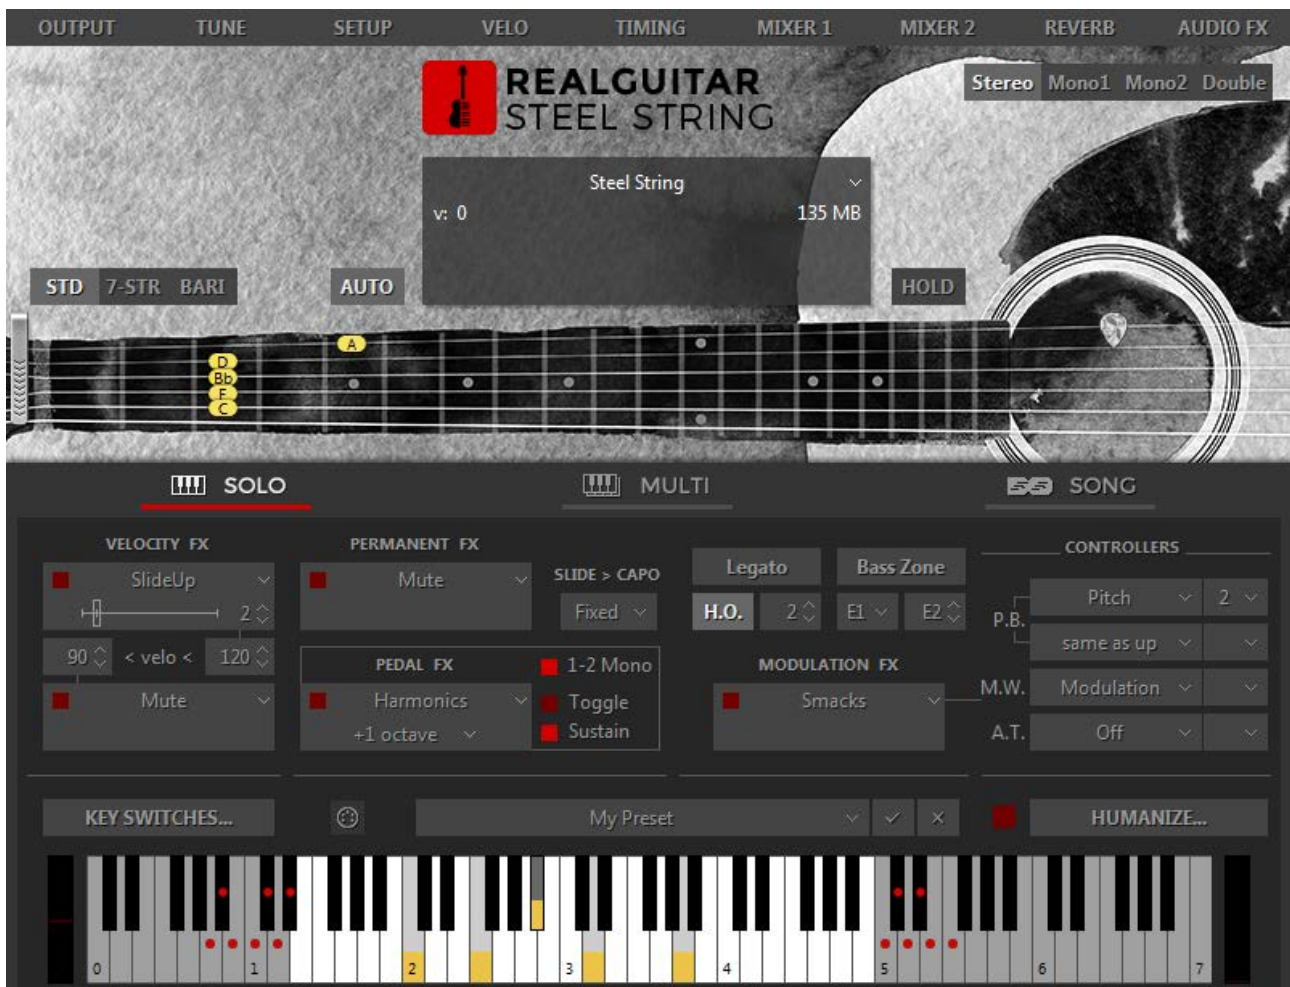 OUTPUT TUNE SETUP VELO TIMING MIXER 1 MIXER 2 REVERB AUDIO FX
REALGUITAR
STEEL STRING
Stereo Mono1 Mono2 Double
Steel String
v: 0 135 MB
STD 7-STR BARI AUTO HOLD
A
D
Bb
F
C
SOLO MULTI SONG
VELOCITY FX PERMANENT FX CONTROLLERS
SlideUp Mute SLIDE > CAPO Legato Bass Zone
2 Fixed H.O. 2 E1 E2 P.B. Pitch 2
90 < velo < 120 same as up
PEDAL FX 1-2 Mono MODULATION FX
Mute Harmonics Toggle Smacks M.W. Modulation
+1 octave Sustain A.T. Off
KEY SWITCHES... My Preset HUMANIZE...
0 1 2 3 4 5 6 7